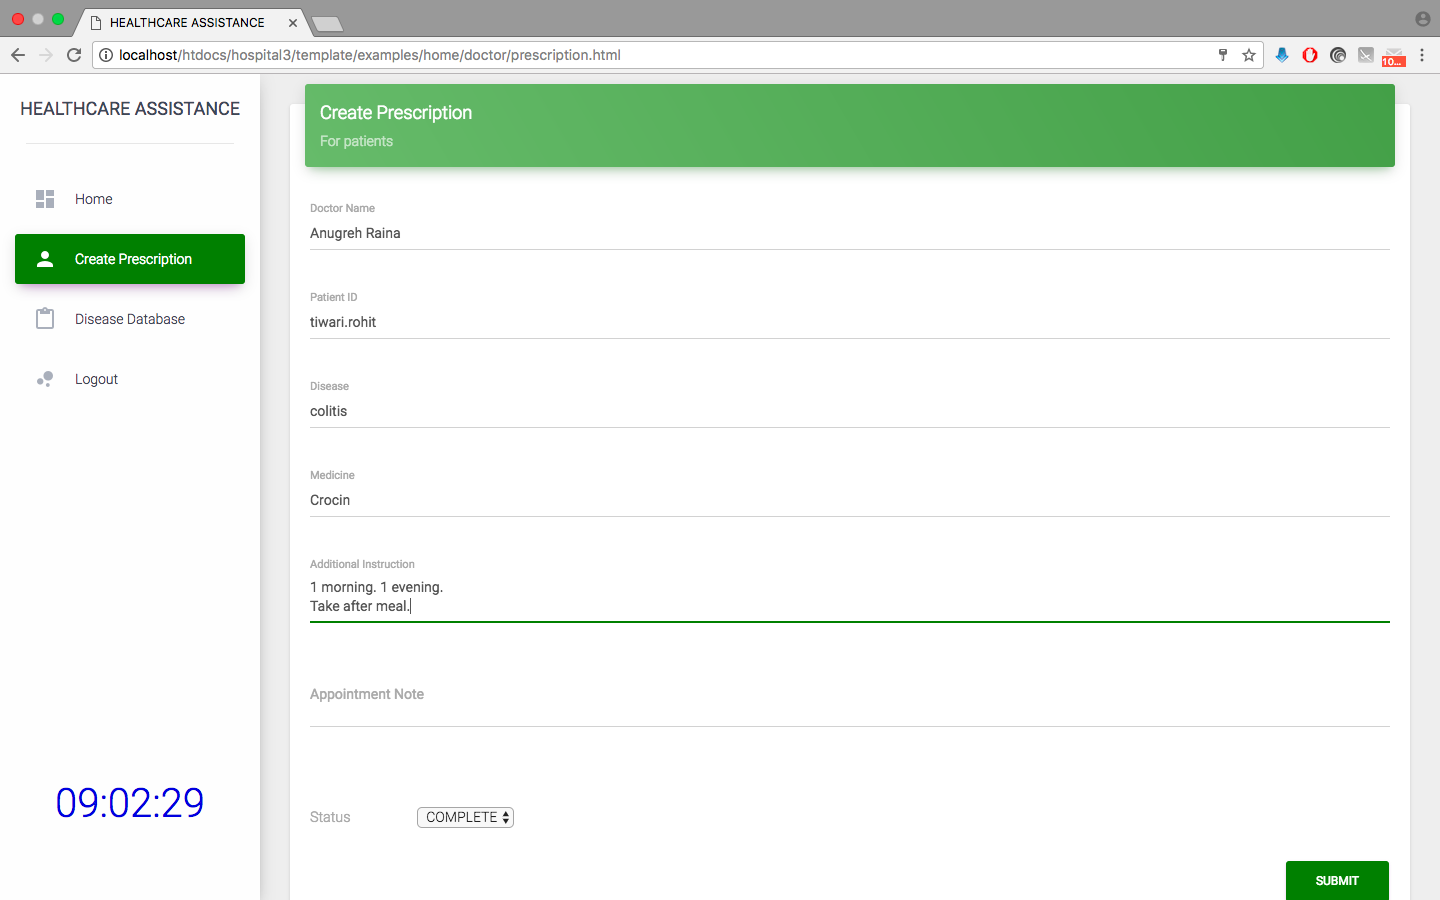 HEALTHCARE ASSISTANCE
localhost/htdocs/hospital3/template/examples/home/doctor/prescription.html
10...
HEALTHCARE ASSISTANCE
Home
Create Prescription
Disease Database
Logout
09:02:29
Create Prescription
For patients
Doctor Name
Anugreh Raina
Patient ID
tiwari.rohit
Disease
colitis
Medicine
Crocin
Additional Instruction
1 morning. 1 evening.
Take after meal.
Appointment Note
Status COMPLETE
SUBMIT